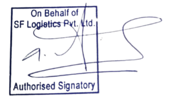 On Behalf of
SF Logistics Pvt. Ltd.
Authorised Signatory